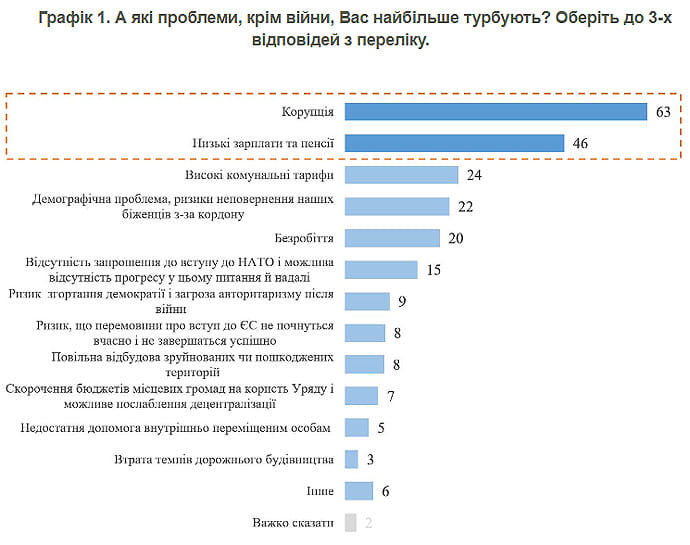 Графік 1. А які проблеми, крім війни, Вас найбільше турбують? Оберіть до 3-х
відповідей з переліку.
Корупція 63
Низькі зарплати та пенсії 46
Високі комунальні тарифи 24
Демографічна проблема, ризики неповернення наших
біженців з-за кордону 22
Безробіття 20
Відсутність запрошення до вступу до НАТО і можлива
відсутність прогресу у цьому питання й надалі 15
Ризик згортання демократії і загроза авторитаризму після
війни 9
Ризик, що перемовини про вступ до ЄС не почнуться
вчасно і не завершаться успішно 8
Повільна відбудова зруйнованих чи пошкоджених
територій 8
Скорочення бюджетів місцевих громад на користь Уряду і
можливе послаблення децентралізації 7
Недостатня допомога внутрішньо переміщеним особам 5
Втрата темпів дорожнього будівництва 3
Інше 6
Важко сказати 2